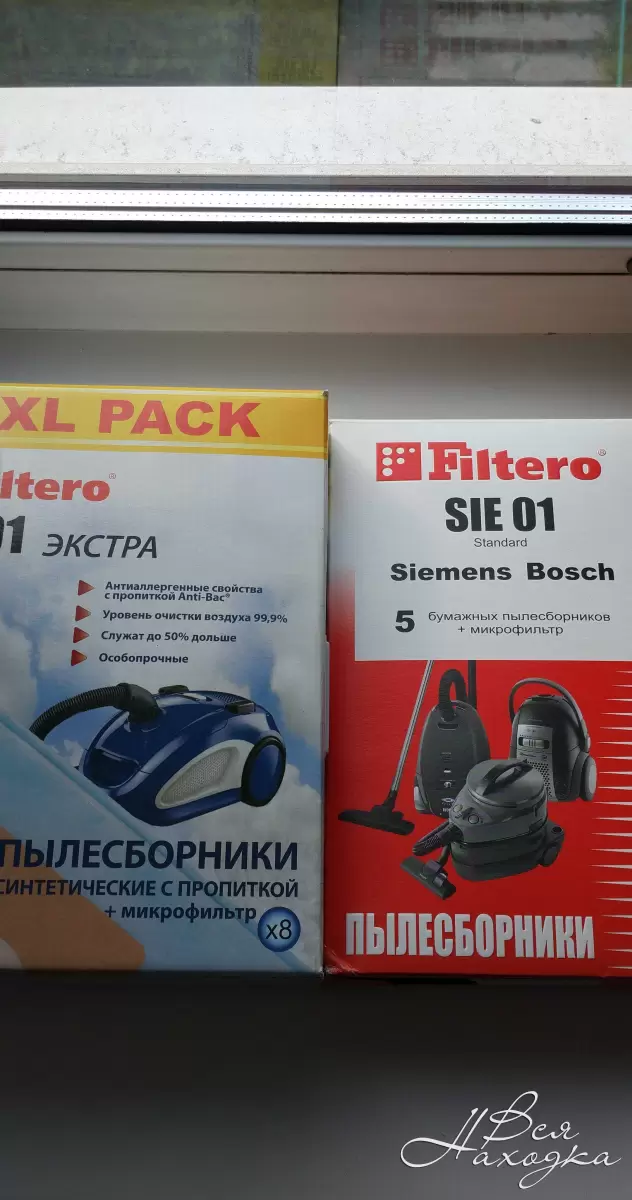 XL PACK
ltero®
01 ЭКСТРА
Антиаллергенные свойства
с пропиткой Anti-Bac®
Уровень очистки воздуха 99,9%
Служат до 50% дольше
Особопрочные
ПЫЛЕСБОРНИКИ
СИНТЕТИЧЕСКИЕ С ПРОПИТКОЙ
+ микрофильтр
x8
Filtero®
SIE 01
Standard
Siemens Bosch
5 бумажных пылесборников
+ микрофильтр
ПЫЛЕСБОРНИКИ
Вся
Находка